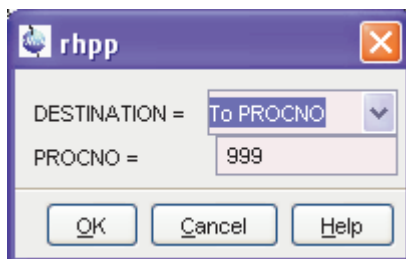 rhpp
DESTINATION = To PROCNO
PROCNO = 999
OK Cancel Help